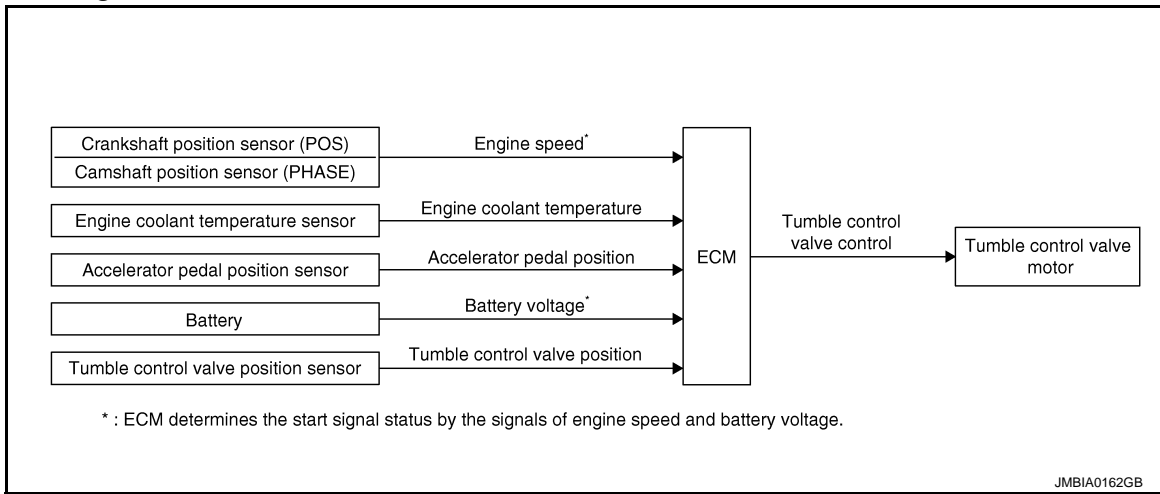 Crankshaft position sensor (POS)
Camshaft position sensor (PHASE)
Engine speed*
Engine coolant temperature sensor
Engine coolant temperature
Accelerator pedal position sensor
Accelerator pedal position
Battery
Battery voltage*
Tumble control valve position sensor
Tumble control valve position
ECM
Tumble control
valve control
Tumble control valve
motor
* : ECM determines the start signal status by the signals of engine speed and battery voltage.
JMBIA0162GB